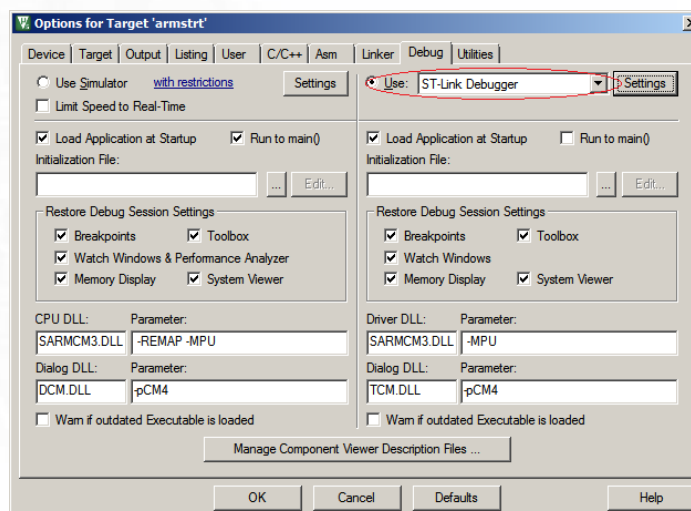 Options for Target 'armstrt'
Device Target Output Listing User C/C++ Asm Linker Debug Utilities
Use Simulator with restrictions Settings
Use: ST-Link Debugger Settings
Limit Speed to Real-Time
Load Application at Startup Run to main() Load Application at Startup Run to main()
Initialization File: Initialization File:
... Edit... ... Edit...
Restore Debug Session Settings Restore Debug Session Settings
Breakpoints Toolbox Breakpoints Toolbox
Watch Windows & Performance Analyzer Watch Windows
Memory Display System Viewer Memory Display System Viewer
CPU DLL: Parameter: Driver DLL: Parameter:
SARMCM3.DLL -REMAP -MPU SARMCM3.DLL -MPU
Dialog DLL: Parameter: Dialog DLL: Parameter:
DCM.DLL -pCM4 TCM.DLL -pCM4
Warn if outdated Executable is loaded Warn if outdated Executable is loaded
Manage Component Viewer Description Files ...
OK Cancel Defaults Help